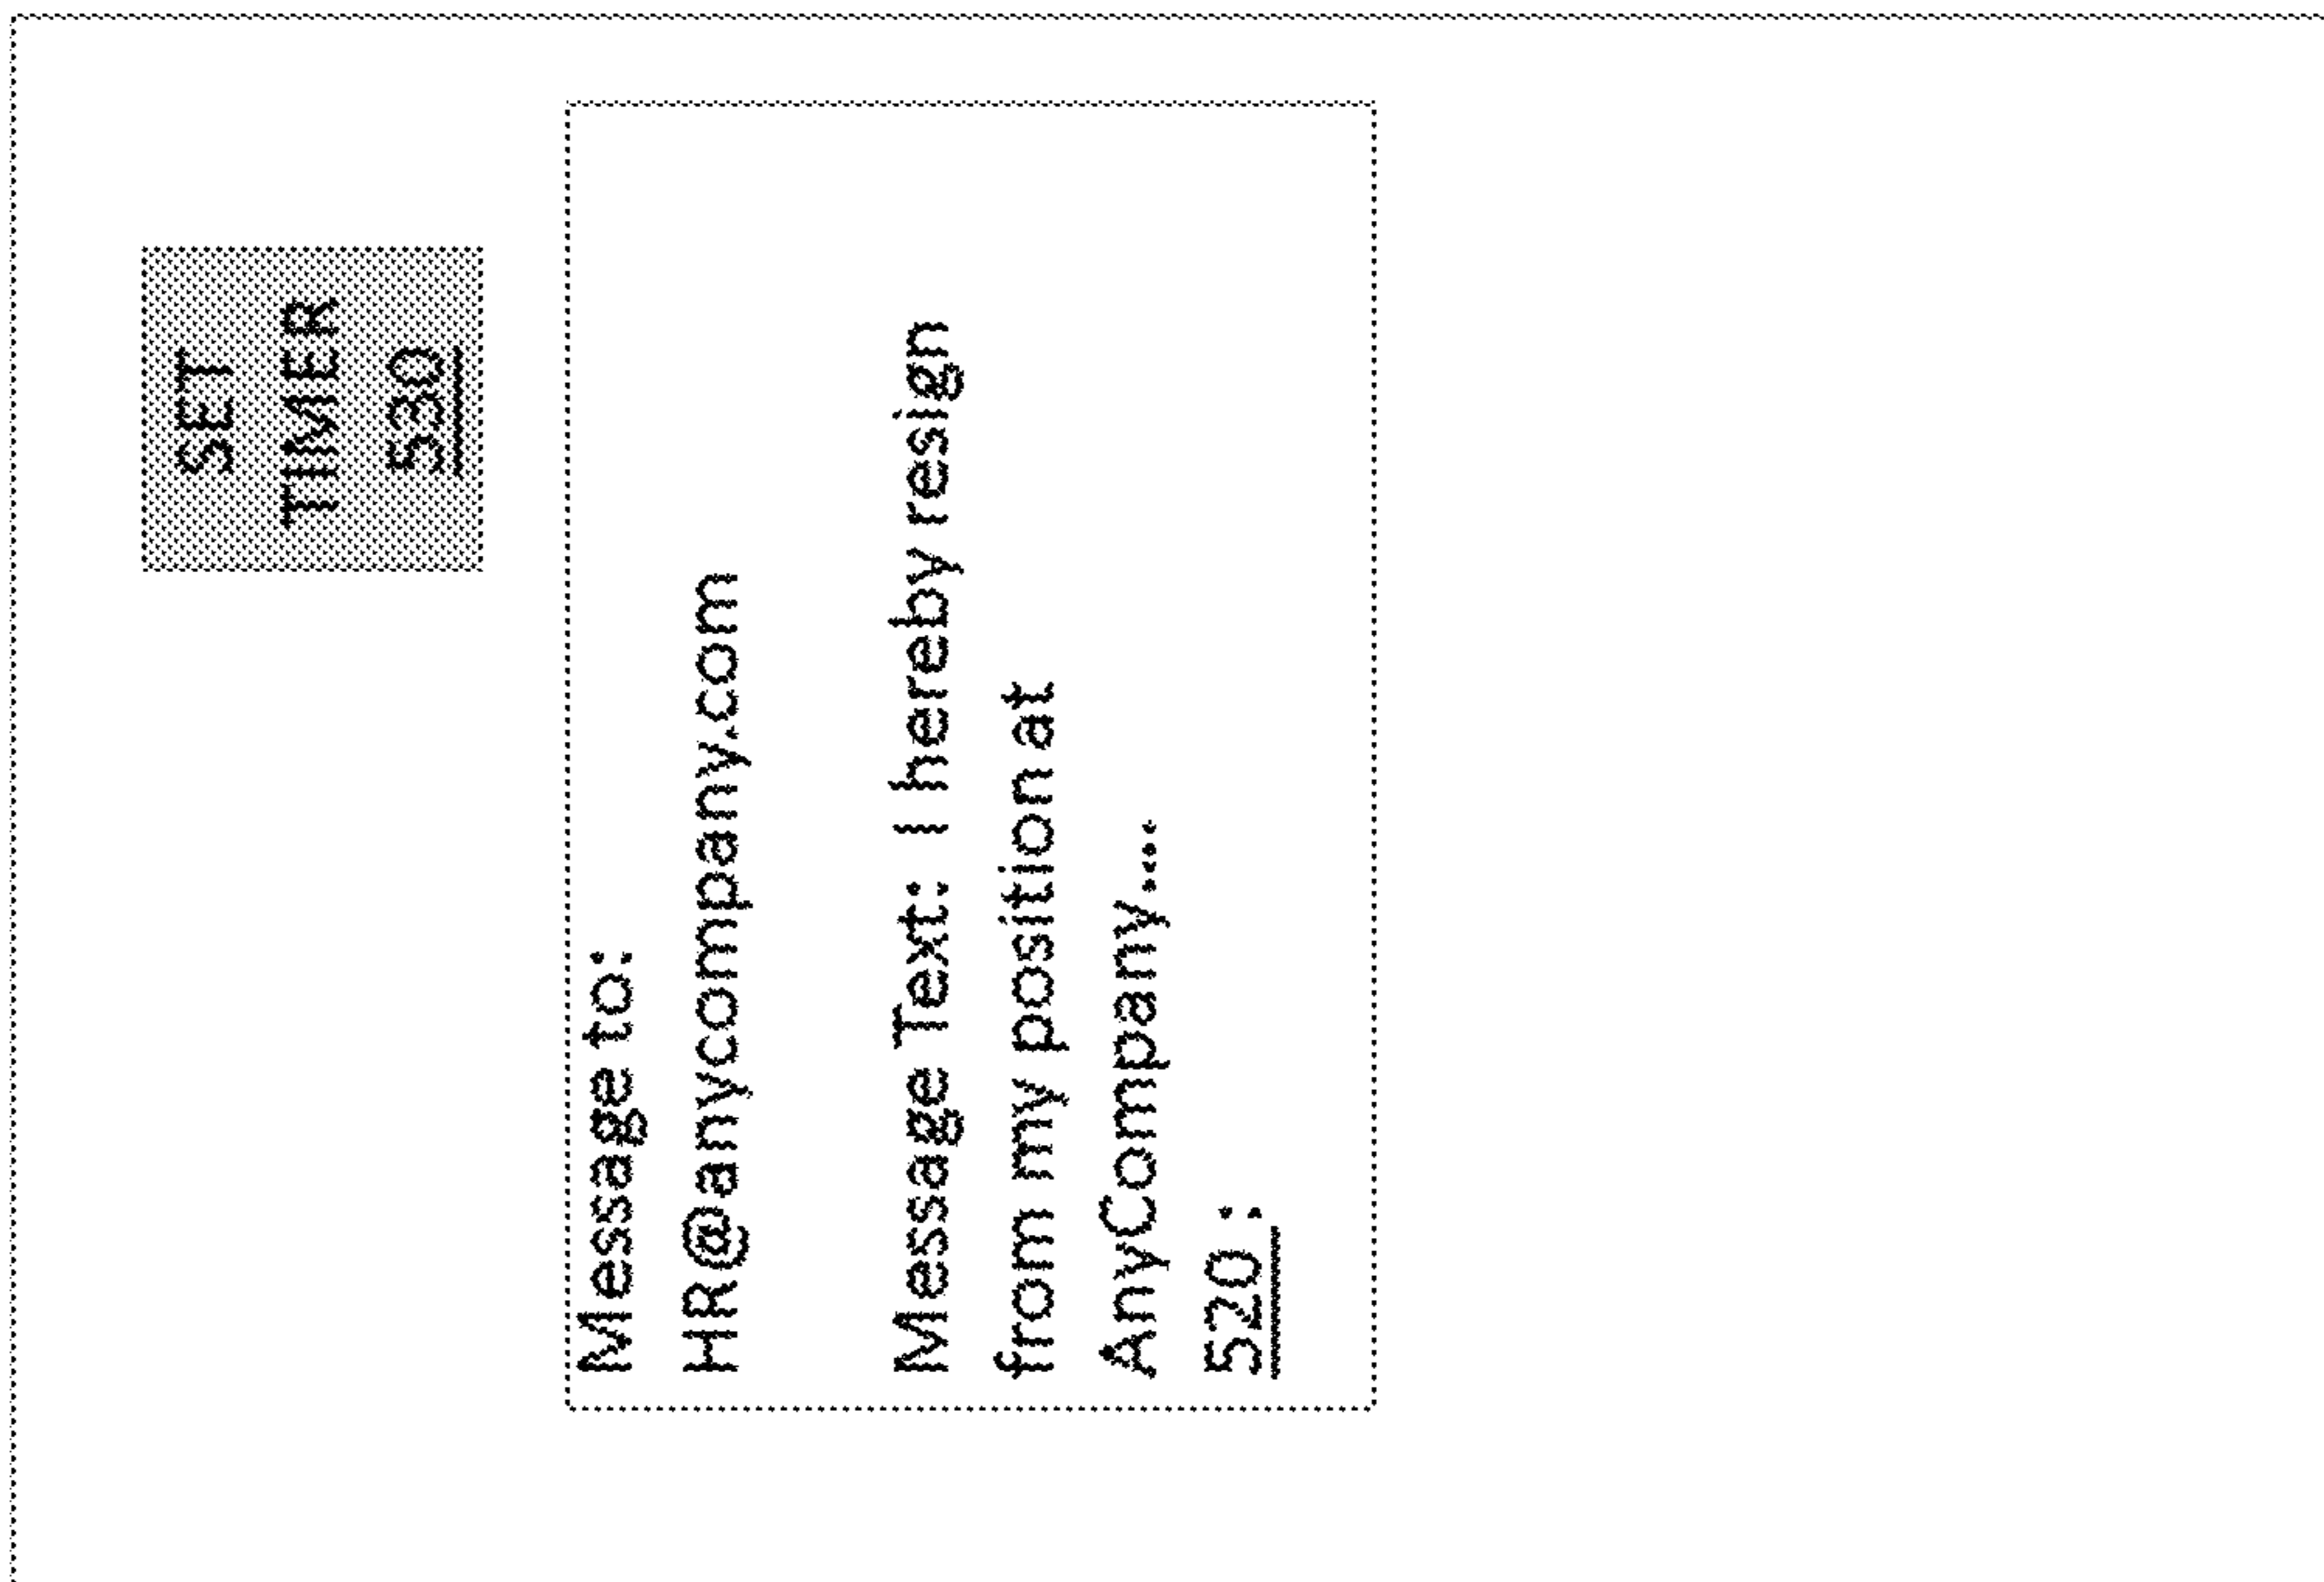 SET
TIMER
530
Message to:
HR@anycompany.com
Message Text: I hereby resign
from my position at
AnyCompany....
520 :